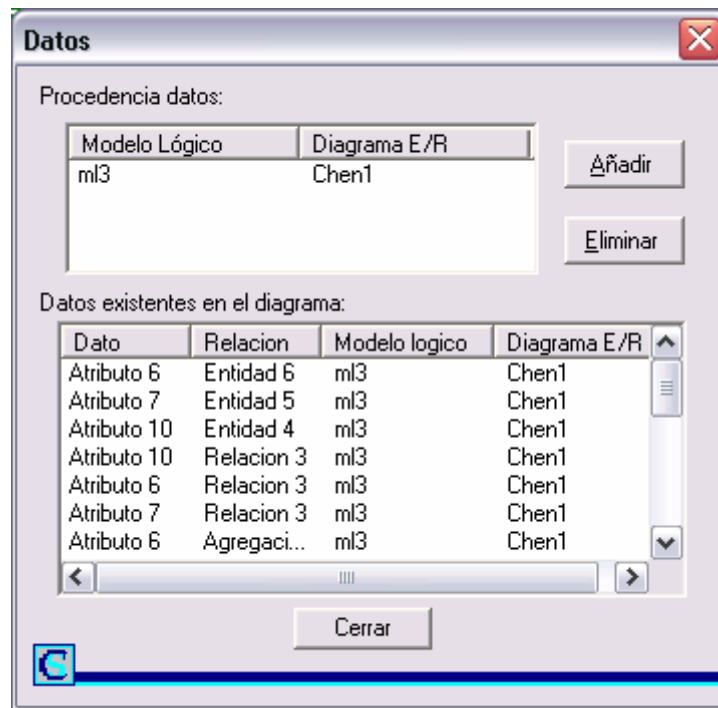 Datos
Procedencia datos:
Modelo Lógico Diagrama E/R
ml3 Chen1
Añadir
Eliminar
Datos existentes en el diagrama:
Dato Relacion Modelo logico Diagrama E/R
Atributo 6 Entidad 6 ml3 Chen1
Atributo 7 Entidad 5 ml3 Chen1
Atributo 10 Entidad 4 ml3 Chen1
Atributo 10 Relacion 3 ml3 Chen1
Atributo 6 Relacion 3 ml3 Chen1
Atributo 7 Relacion 3 ml3 Chen1
Atributo 6 Agregaci... ml3 Chen1
Cerrar